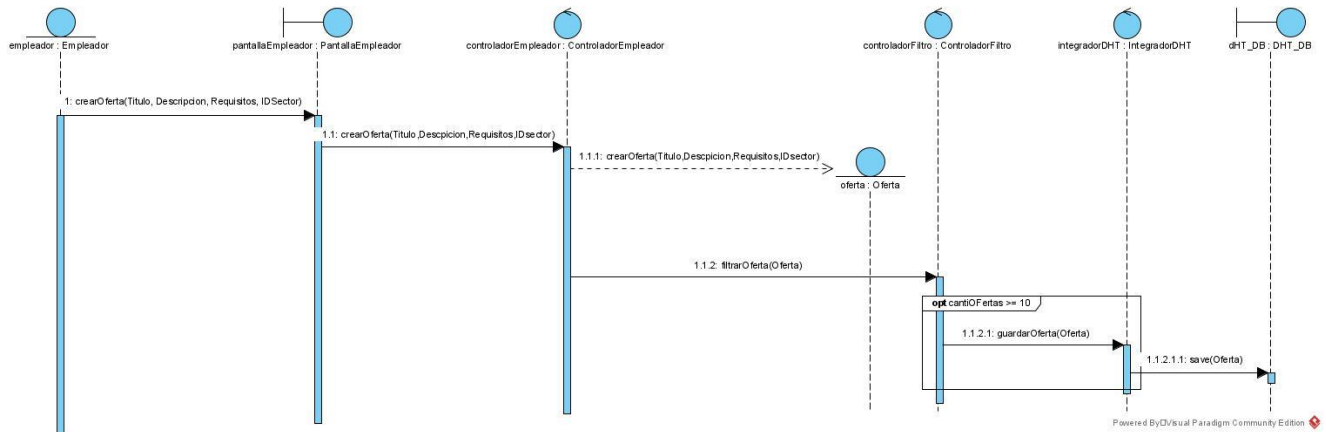 empleador : Empleador
pantallaEmpleador : PantallaEmpleador
controladorEmpleador : ControladorEmpleador
controladorFiltro : ControladorFiltro
integradorDHT : IntegradorDHT
dHT_DB : DHT_DB
1: crearOferta(Titulo, Descripcion, Requisitos, IDSector)
1.1: crearOferta(Titulo,Descpicion,Requisitos,IDsector)
1.1.1: crearOferta(Titulo,Descpicion,Requisitos,IDsector)
oferta : Oferta
1.1.2: filtrarOferta(Oferta)
opt cantiOFertas >= 10
1.1.2.1: guardarOferta(Oferta)
1.1.2.1.1: save(Oferta)
Powered By Visual Paradigm Community Edition